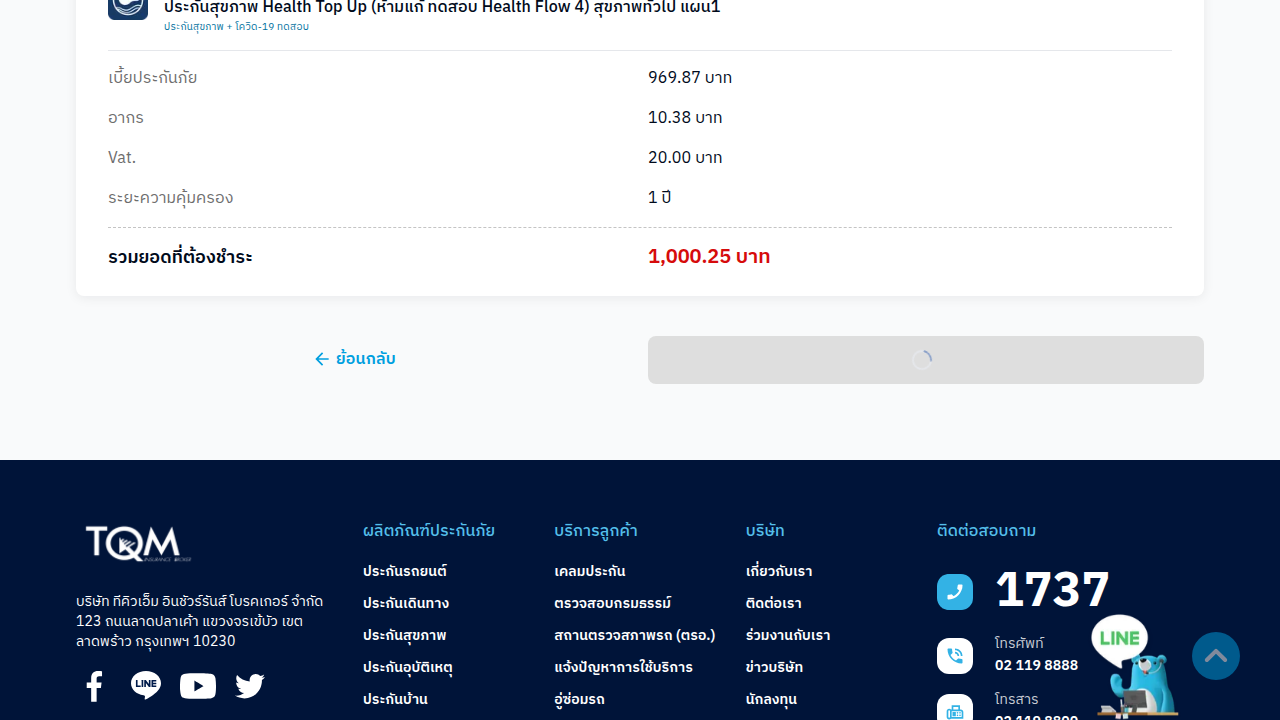 ประกันสุขภาพ Health Top Up (ห้ามแก้ ทดสอบ Health Flow 4) สุขภาพทั่วไป แผน1
ประกันสุขภาพ + โควิด-19 ทดสอบ
เบี้ยประกันภัย 969.87 บาท
อากร 10.38 บาท
Vat. 20.00 บาท
ระยะความคุ้มครอง 1 ปี
รวมยอดที่ต้องชำระ 1,000.25 บาท
ย้อนกลับ
TQM
INSURANCE BROKER
บริษัท ทีคิวเอ็ม อินชัวร์รันส์ โบรคเกอร์ จำกัด
123 ถนนลาดปลาเค้า แขวงจรเข้บัว เขต
ลาดพร้าว กรุงเทพฯ 10230
LINE
ผลิตภัณฑ์ประกันภัย
ประกันรถยนต์
ประกันเดินทาง
ประกันสุขภาพ
ประกันอุบัติเหตุ
ประกันบ้าน
บริการลูกค้า
เคลมประกัน
ตรวจสอบกรมธรรม์
สถานตรวจสภาพรถ (ตรอ.)
แจ้งปัญหาการใช้บริการ
อู่ซ่อมรถ
บริษัท
เกี่ยวกับเรา
ติดต่อเรา
ร่วมงานกับเรา
ข่าวบริษัท
นักลงทุน
ติดต่อสอบถาม
1737
โทรศัพท์
02 119 8888
โทรสาร
02 119 8800
LINE